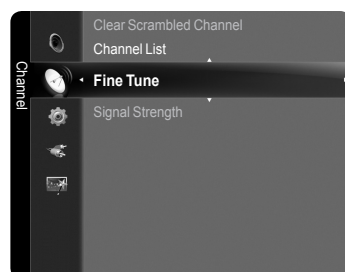 Channel
Clear Scrambled Channel
Channel List
Fine Tune
Signal Strength